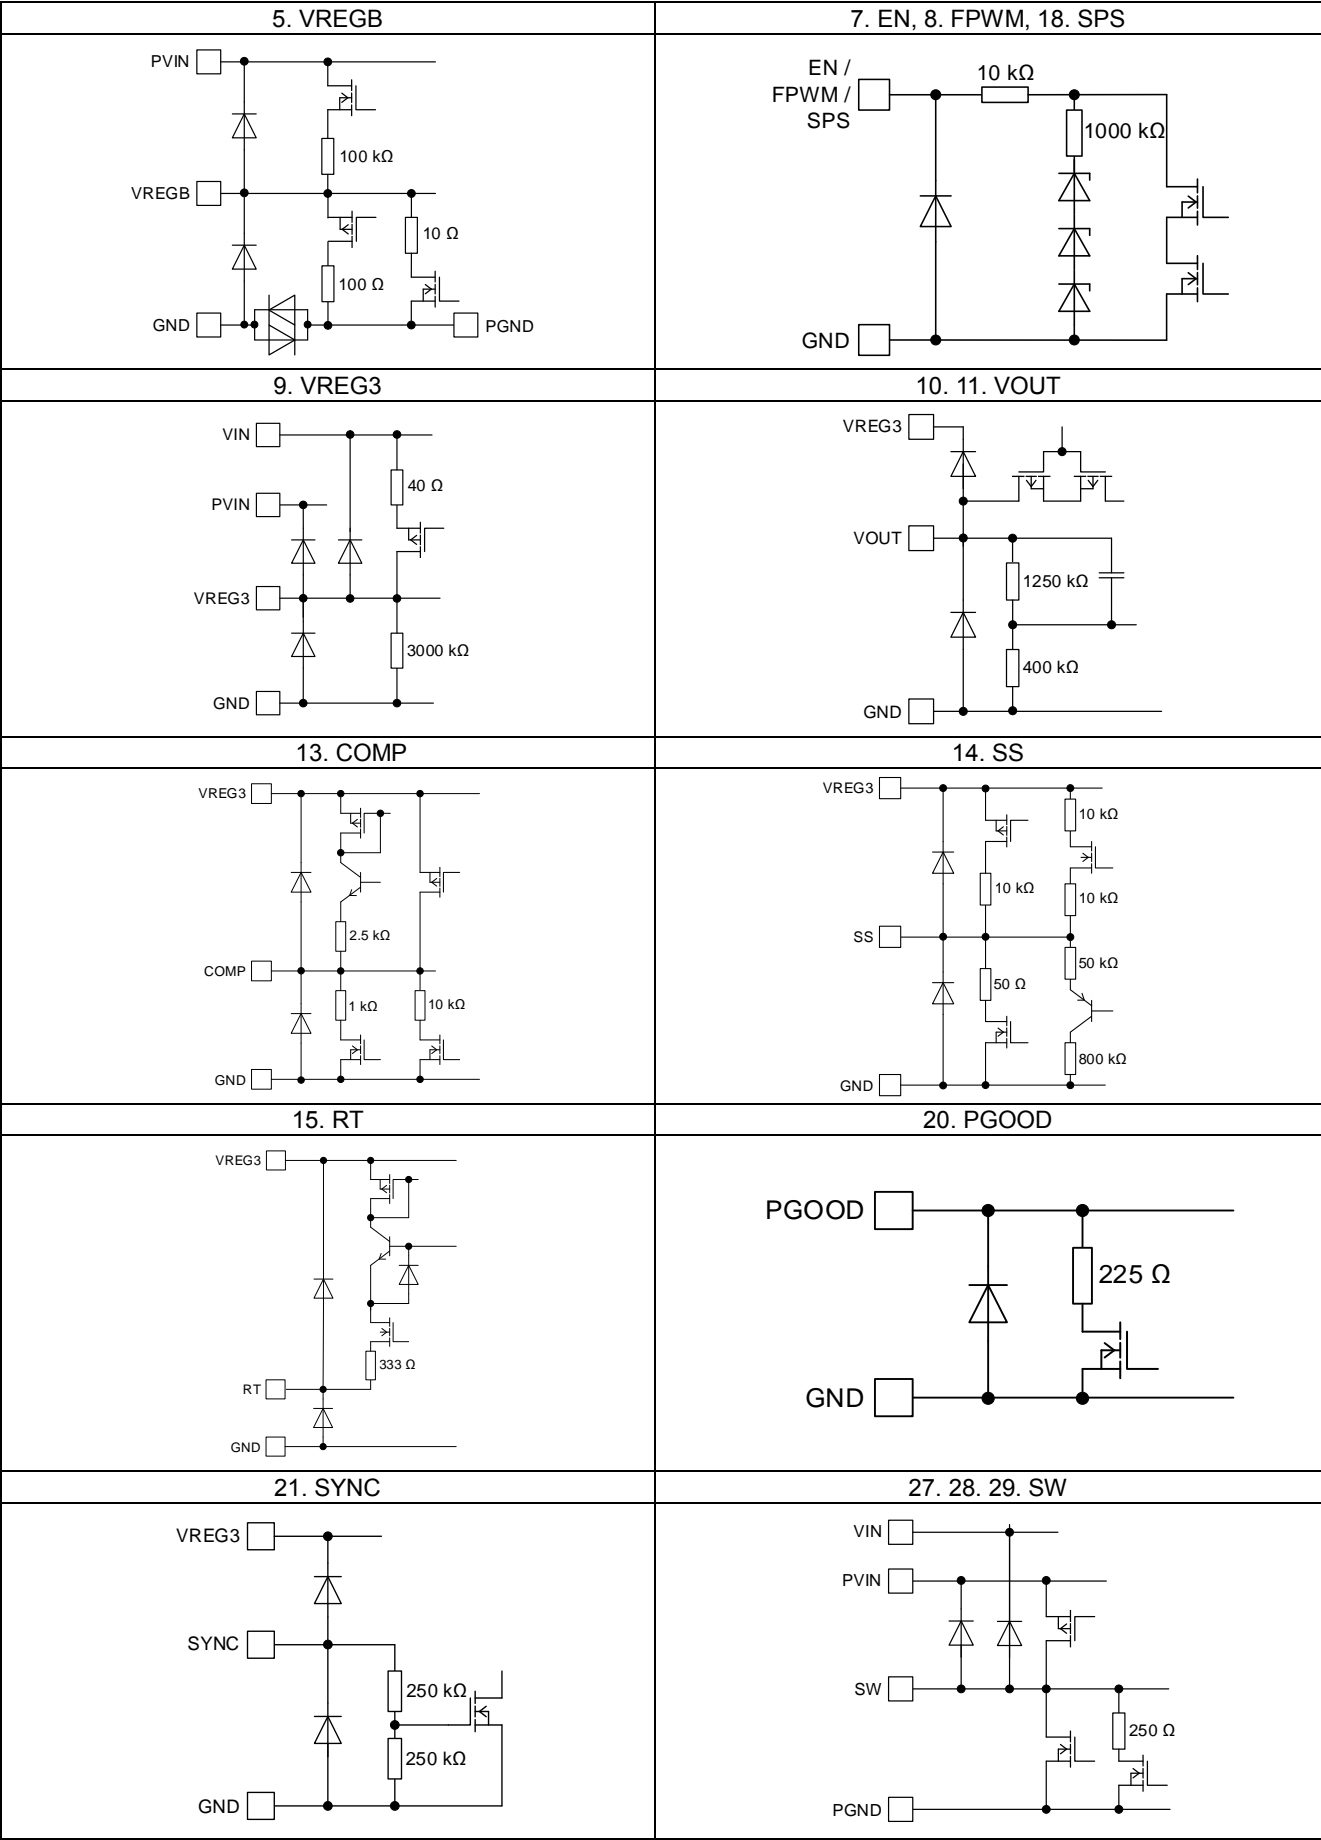 5. VREGB
PVIN
100 kΩ
VREGB
10 Ω
100 Ω
GND
PGND
7. EN, 8. FPWM, 18. SPS
EN /
FPWM /
SPS
10 kΩ
1000 kΩ
GND
9. VREG3
VIN
40 Ω
PVIN
VREG3
3000 kΩ
GND
10. 11. VOUT
VREG3
VOUT
1250 kΩ
400 kΩ
GND
13. COMP
VREG3
2.5 kΩ
COMP
1 kΩ
10 kΩ
GND
14. SS
VREG3
10 kΩ
10 kΩ
10 kΩ
SS
50 kΩ
50 Ω
800 kΩ
GND
15. RT
VREG3
333 Ω
RT
GND
20. PGOOD
PGOOD
225 Ω
GND
21. SYNC
VREG3
SYNC
250 kΩ
250 kΩ
GND
27. 28. 29. SW
VIN
PVIN
SW
250 Ω
PGND